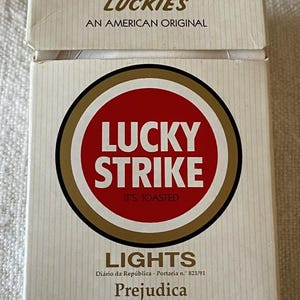 LUCKIES
AN AMERICAN ORIGINAL
LUCKY
STRIKE
IT'S TOASTED
LIGHTS
Diário da República - Portaria n.º 821/91
Prejudica